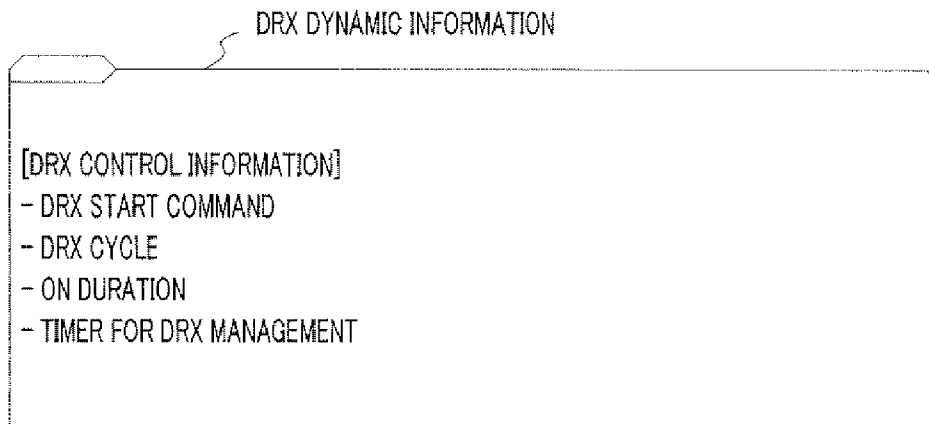 DRX DYNAMIC INFORMATION
[DRX CONTROL INFORMATION]
- DRX START COMMAND
- DRX CYCLE
- ON DURATION
- TIMER FOR DRX MANAGEMENT